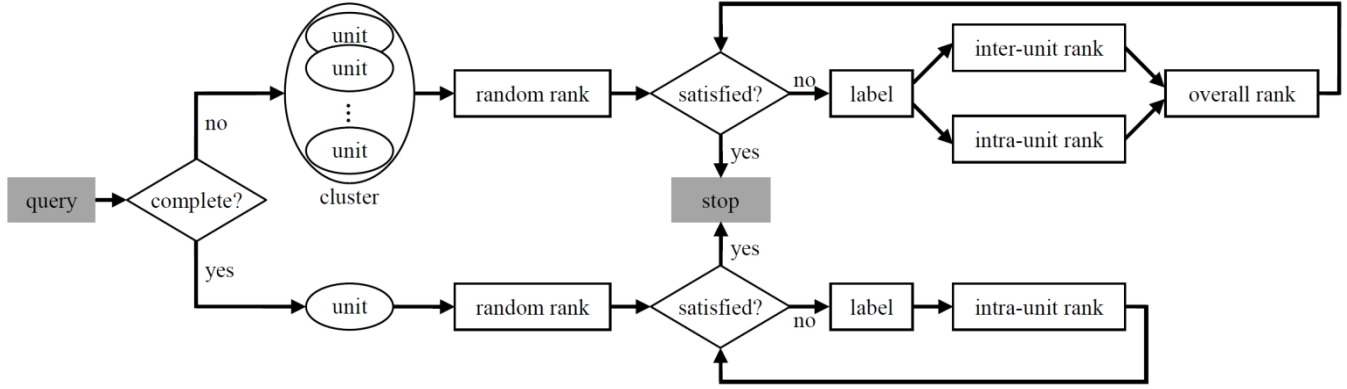 unit
unit
unit
cluster
random rank
satisfied?
no
label
inter-unit rank
intra-unit rank
overall rank
yes
no
query
complete?
stop
yes
unit
random rank
satisfied?
yes
no
label
intra-unit rank